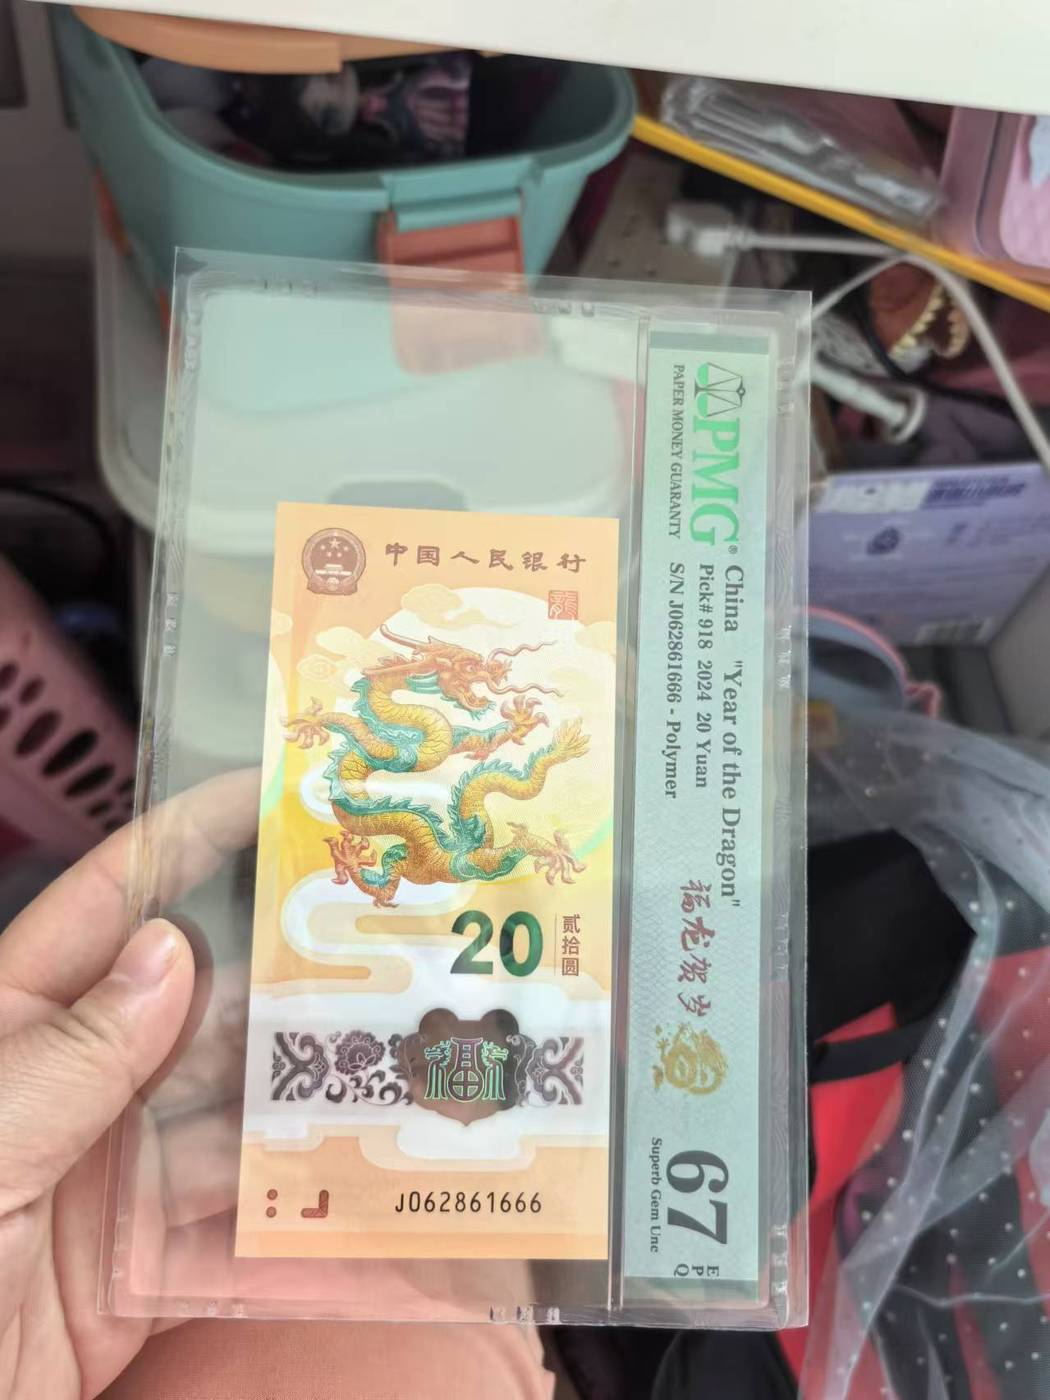 中国人民银行
龍
20
贰拾圆
福
J062861666
PMG®
PAPER MONEY GUARANTY
China "Year of the Dragon"
Pick# 918 2024 20 Yuan
S/N J062861666 - Polymer
福龙贺岁
67
EPQ
Superb Gem Unc